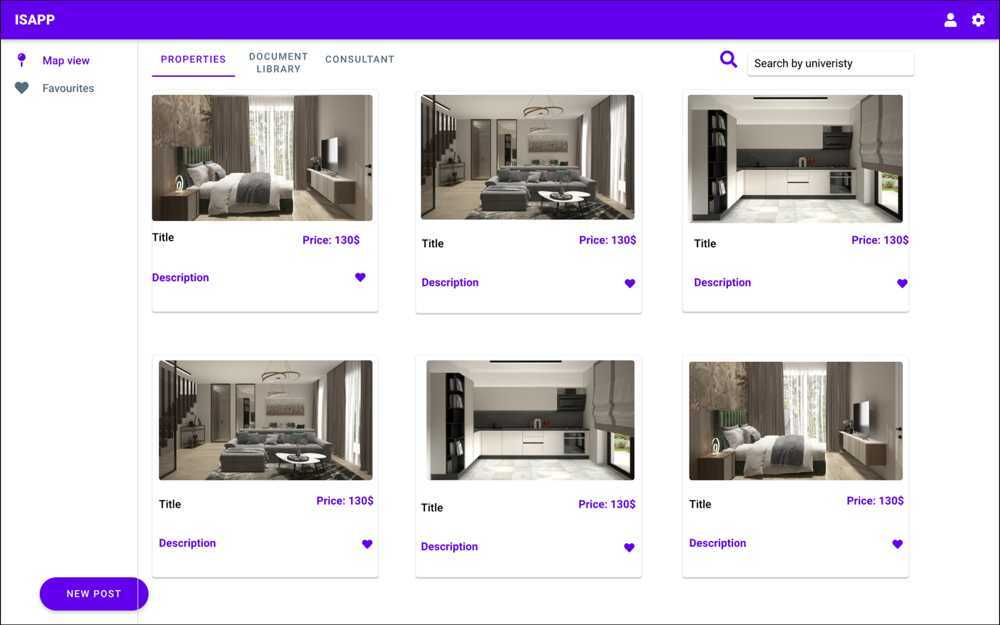 ISAPP
Map view
Favourites
PROPERTIES
DOCUMENT
LIBRARY
CONSULTANT
Search by univeristy
Title
Price: 130$
Description
Title
Price: 130$
Description
Title
Price: 130$
Description
Title
Price: 130$
Description
Title
Price: 130$
Description
Title
Price: 130$
Description
NEW POST